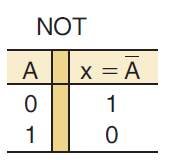 NOT
A x = A̅
0 1
1 0